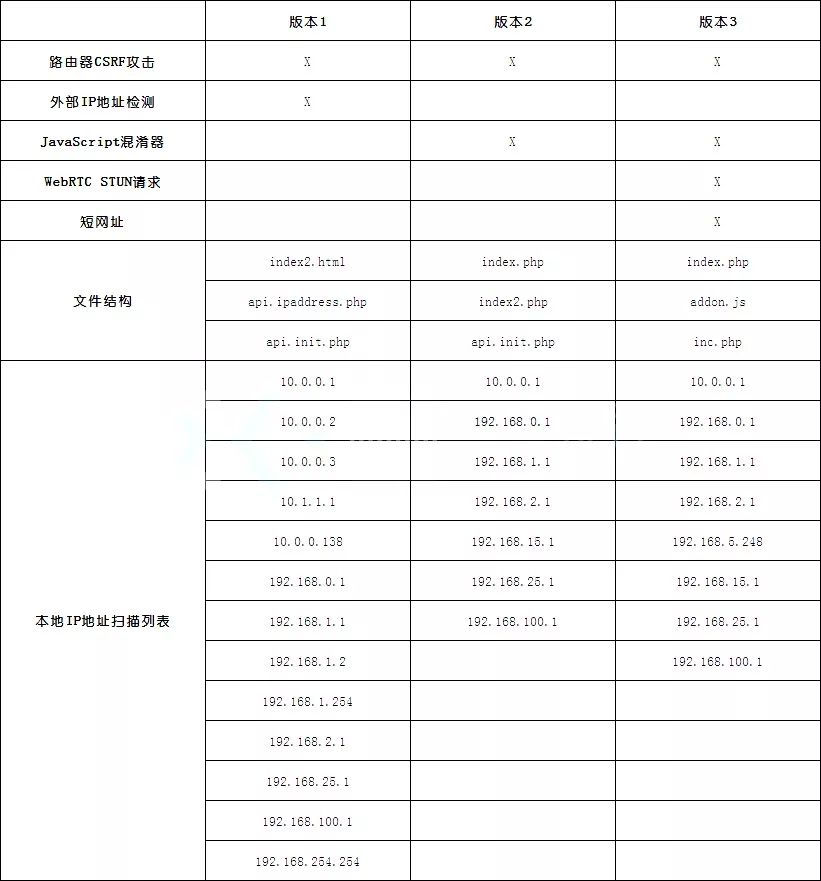 版本1 版本2 版本3
路由器CSRF攻击 X X X
外部IP地址检测 X
JavaScript混淆器 X X
WebRTC STUN请求 X
短网址 X
文件结构 index2.html index.php index.php
api.ipaddress.php index2.php addon.js
api.init.php api.init.php inc.php
本地IP地址扫描列表 10.0.0.1 10.0.0.1 10.0.0.1
10.0.0.2 192.168.0.1 192.168.0.1
10.0.0.3 192.168.1.1 192.168.1.1
10.1.1.1 192.168.2.1 192.168.2.1
10.0.0.138 192.168.15.1 192.168.5.248
192.168.0.1 192.168.25.1 192.168.15.1
192.168.1.1 192.168.100.1 192.168.25.1
192.168.1.2 192.168.100.1
192.168.1.254
192.168.2.1
192.168.25.1
192.168.100.1
192.168.254.254